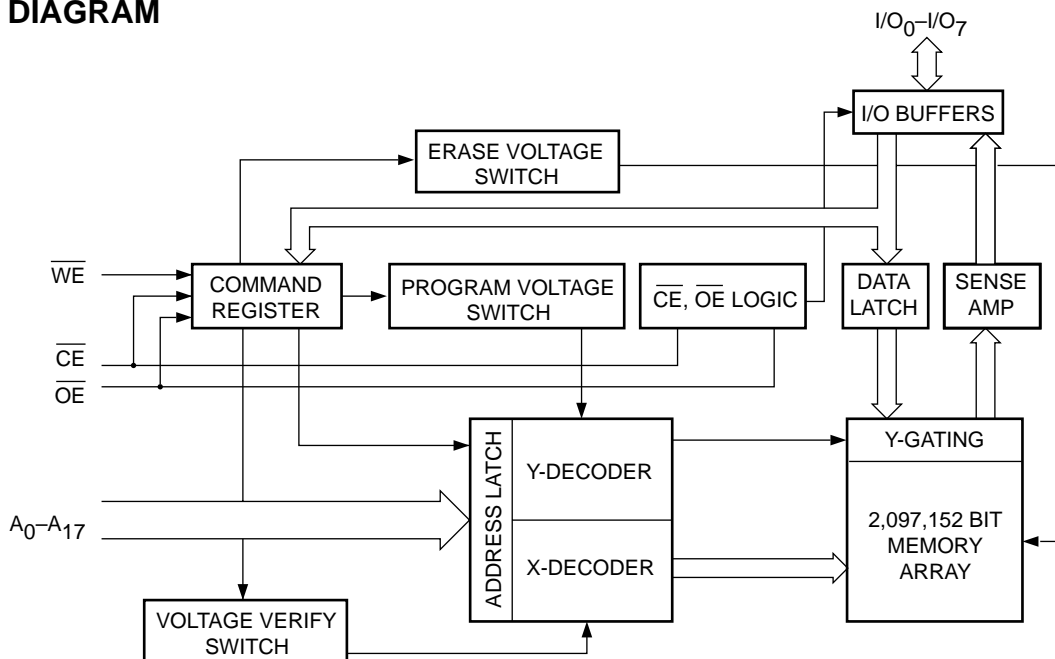 DIAGRAM
I/O0–I/O7
I/O BUFFERS
ERASE VOLTAGE
SWITCH
WE
COMMAND
REGISTER
PROGRAM VOLTAGE
SWITCH
CE, OE LOGIC
DATA
LATCH
SENSE
AMP
CE
OE
ADDRESS LATCH
Y-DECODER
Y-GATING
A0–A17
2,097,152 BIT
MEMORY
ARRAY
X-DECODER
VOLTAGE VERIFY
SWITCH